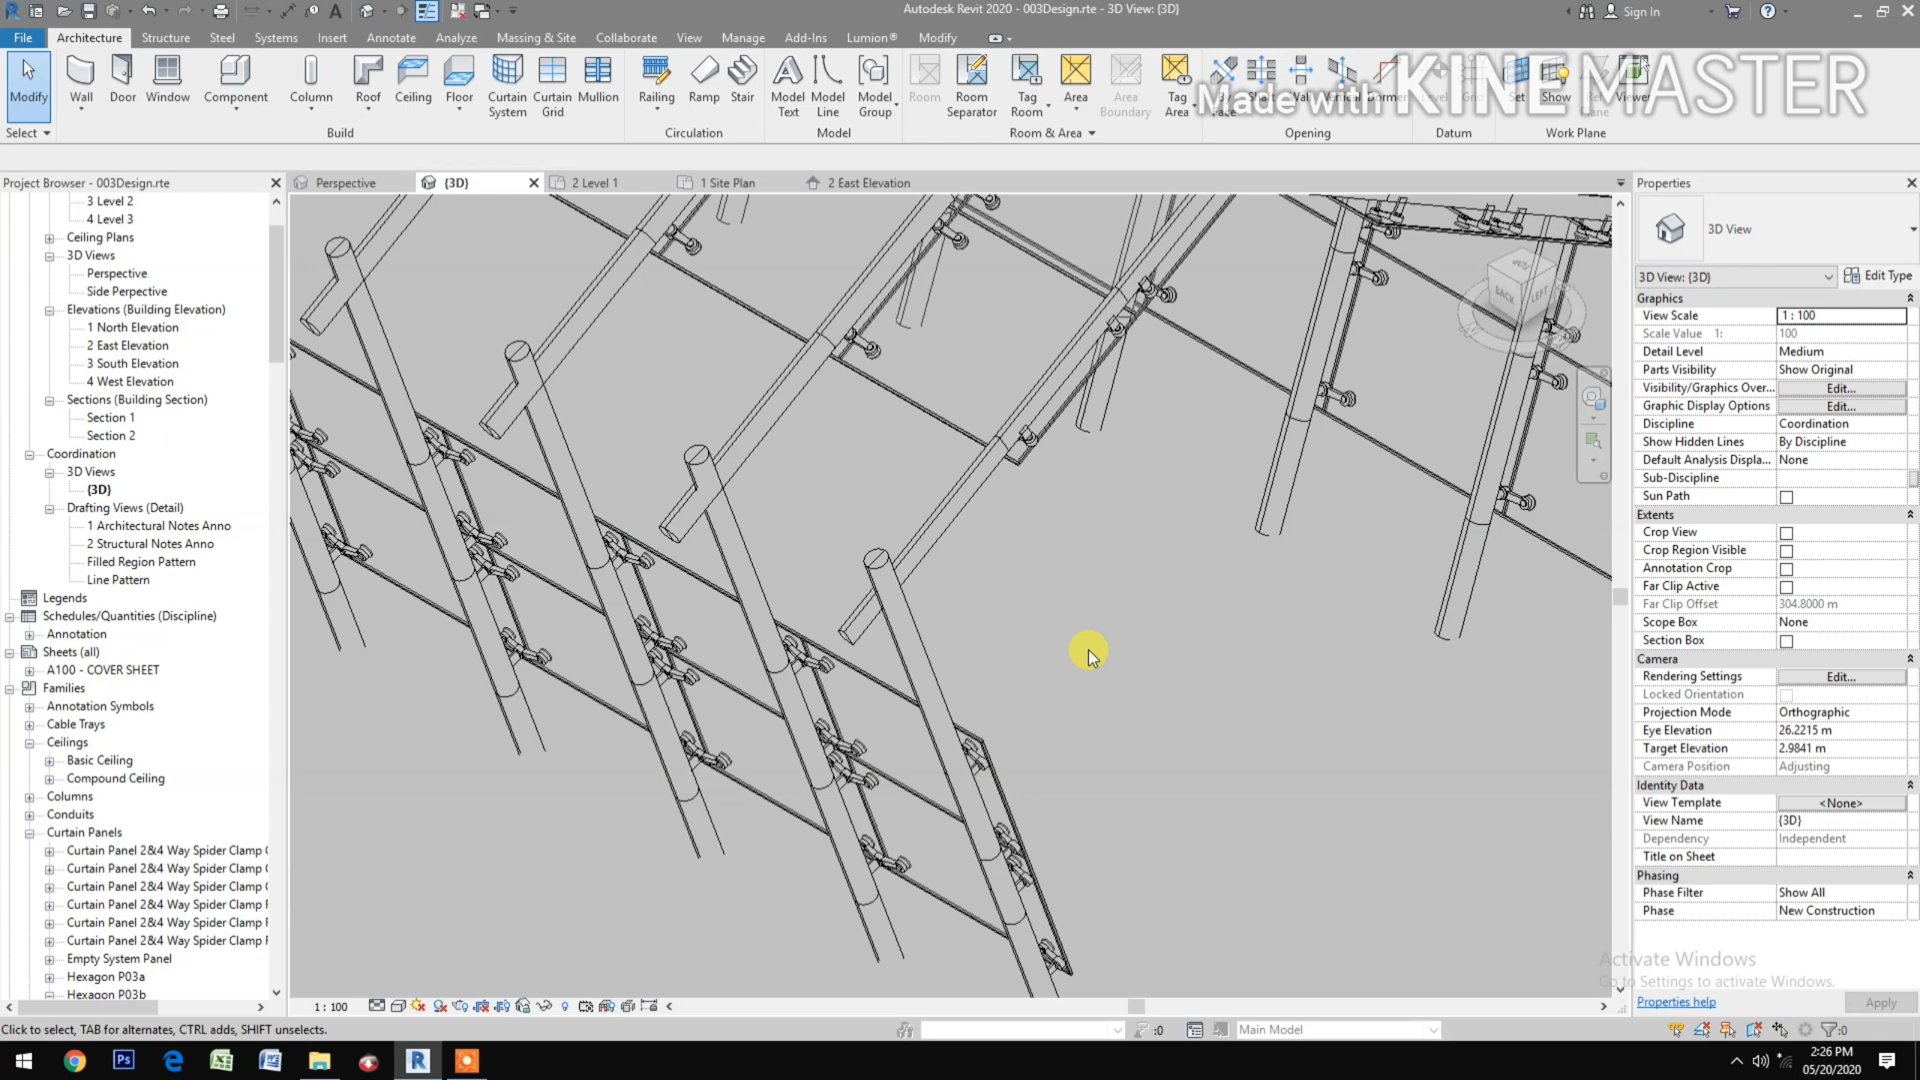 Autodesk Revit 2020 - 003Design.rte - 3D View: {3D}
Sign In
File Architecture Structure Steel Systems Insert Annotate Analyze Massing & Site Collaborate View Manage Add-Ins Lumion® Modify
Modify
Wall
Door
Window
Component
Column
Roof
Ceiling
Floor
Curtain System
Curtain Grid
Mullion
Railing
Ramp
Stair
Model Text
Model Line
Model Group
Room
Room Separator
Tag Room
Area
Area Boundary
Tag Area
Made with KINEMASTER
Select
Build
Circulation
Model
Room & Area
Opening
Datum
Work Plane
Project Browser - 003Design.rte
Perspective
{3D}
2 Level 1
1 Site Plan
2 East Elevation
3 Level 2
4 Level 3
Ceiling Plans
3D Views
Perspective
Side Perpective
Elevations (Building Elevation)
1 North Elevation
2 East Elevation
3 South Elevation
4 West Elevation
Sections (Building Section)
Section 1
Section 2
Coordination
3D Views
{3D}
Drafting Views (Detail)
1 Architectural Notes Anno
2 Structural Notes Anno
Filled Region Pattern
Line Pattern
Legends
Schedules/Quantities (Discipline)
Annotation
Sheets (all)
A100 - COVER SHEET
Families
Annotation Symbols
Cable Trays
Ceilings
Basic Ceiling
Compound Ceiling
Columns
Conduits
Curtain Panels
Curtain Panel 2&4 Way Spider Clamp
Curtain Panel 2&4 Way Spider Clamp
Curtain Panel 2&4 Way Spider Clamp
Curtain Panel 2&4 Way Spider Clamp
Curtain Panel 2&4 Way Spider Clamp
Curtain Panel 2&4 Way Spider Clamp
Empty System Panel
Hexagon P03a
Hexagon P03b
BACK
LEFT
Properties
3D View
3D View: {3D}
Edit Type
Graphics
View Scale 1 : 100
Scale Value 1: 100
Detail Level Medium
Parts Visibility Show Original
Visibility/Graphics Over... Edit...
Graphic Display Options Edit...
Discipline Coordination
Show Hidden Lines By Discipline
Default Analysis Displa... None
Sub-Discipline
Sun Path
Extents
Crop View
Crop Region Visible
Annotation Crop
Far Clip Active
Far Clip Offset 304.8000 m
Scope Box None
Section Box
Camera
Rendering Settings Edit...
Locked Orientation
Projection Mode Orthographic
Eye Elevation 26.2215 m
Target Elevation 2.9841 m
Camera Position Adjusting
Identity Data
View Template <None>
View Name {3D}
Dependency Independent
Title on Sheet
Phasing
Phase Filter Show All
Phase New Construction
Activate Windows
Go to Settings to activate Windows.
Properties help
Apply
1 : 100
Click to select, TAB for alternates, CTRL adds, SHIFT unselects.
:0
Main Model
:0
2:26 PM
05/20/2020